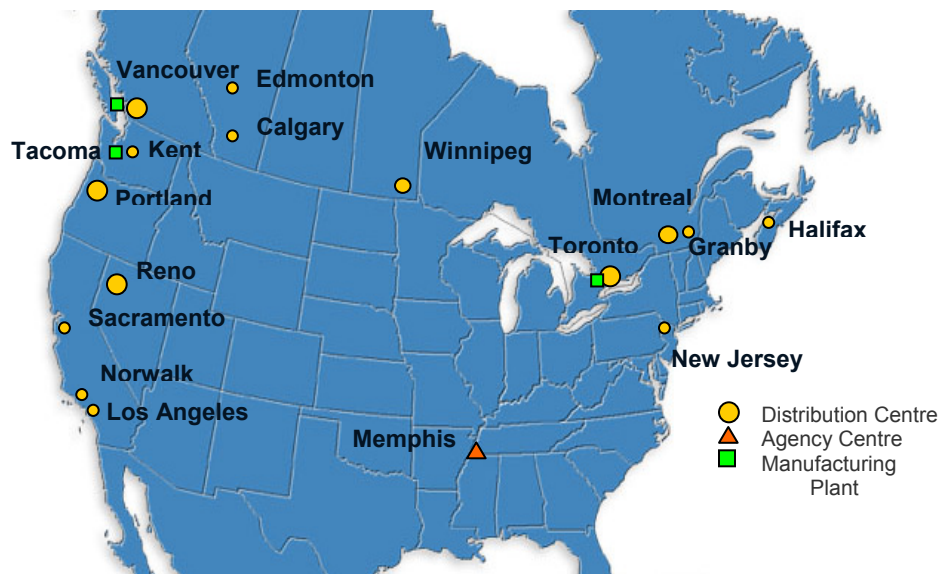 Vancouver
Edmonton
Calgary
Tacoma
Kent
Winnipeg
Portland
Montreal
Halifax
Granby
Toronto
Reno
Sacramento
New Jersey
Norwalk
Los Angeles
Memphis
Distribution Centre
Agency Centre
Manufacturing
Plant